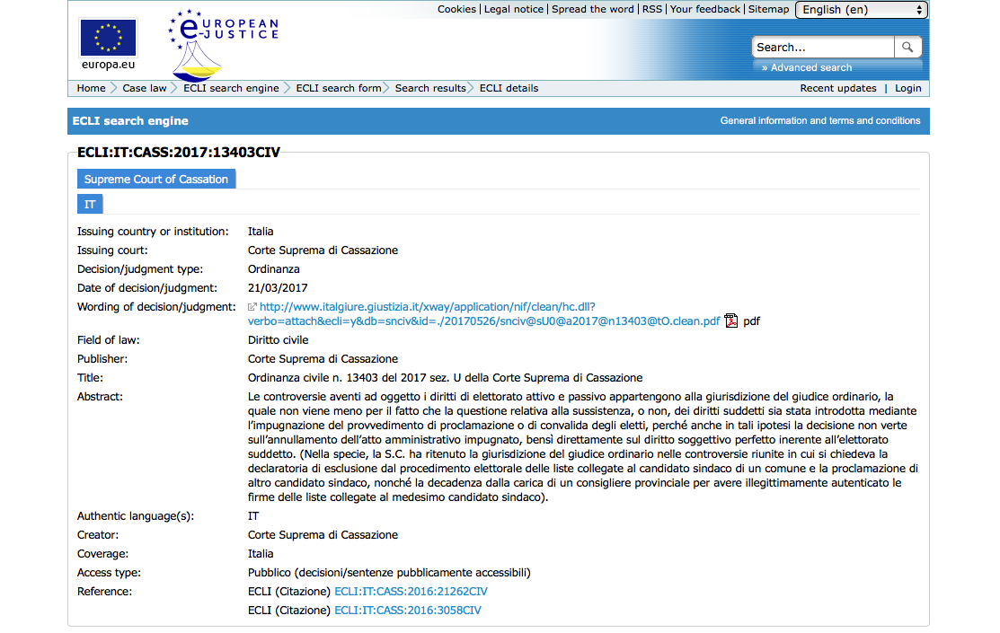 Cookies | Legal notice | Spread the word | RSS | Your feedback | Sitemap English (en)
europa.eu
EUROPEAN
e-JUSTICE
Search...
» Advanced search
Home Case law ECLI search engine ECLI search form Search results ECLI details Recent updates | Login
ECLI search engine General information and terms and conditions
ECLI:IT:CASS:2017:13403CIV
Supreme Court of Cassation
IT
Issuing country or institution: Italia
Issuing court: Corte Suprema di Cassazione
Decision/judgment type: Ordinanza
Date of decision/judgment: 21/03/2017
Wording of decision/judgment: http://www.italgiure.giustizia.it/xway/application/nif/clean/hc.dll?
verbo=attach&ecli=y&db=snciv&id=./20170526/snciv@sU0@a2017@n13403@tO.clean.pdf pdf
Field of law: Diritto civile
Publisher: Corte Suprema di Cassazione
Title: Ordinanza civile n. 13403 del 2017 sez. U della Corte Suprema di Cassazione
Abstract: Le controversie aventi ad oggetto i diritti di elettorato attivo e passivo appartengono alla giurisdizione del giudice ordinario, la
quale non viene meno per il fatto che la questione relativa alla sussistenza, o non, dei diritti suddetti sia stata introdotta mediante
l'impugnazione del provvedimento di proclamazione o di convalida degli eletti, perché anche in tali ipotesi la decisione non verte
sull'annullamento dell'atto amministrativo impugnato, bensì direttamente sul diritto soggettivo perfetto inerente all'elettorato
suddetto. (Nella specie, la S.C. ha ritenuto la giurisdizione del giudice ordinario nelle controversie riunite in cui si chiedeva la
declaratoria di esclusione dal procedimento elettorale delle liste collegate al candidato sindaco di un comune e la proclamazione di
altro candidato sindaco, nonché la decadenza dalla carica di un consigliere provinciale per avere illegittimamente autenticato le
firme delle liste collegate al medesimo candidato sindaco).
Authentic language(s): IT
Creator: Corte Suprema di Cassazione
Coverage: Italia
Access type: Pubblico (decisioni/sentenze pubblicamente accessibili)
Reference: ECLI (Citazione) ECLI:IT:CASS:2016:21262CIV
ECLI (Citazione) ECLI:IT:CASS:2016:3058CIV